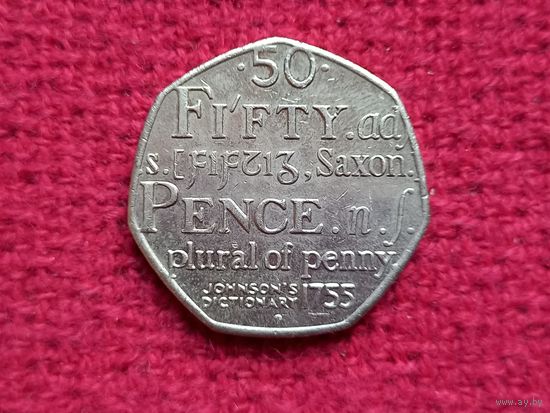 ·50·
FI'FTY.adj
s.[ꝼıꝼꞇıᵹ, Saxon.
PENCE.n.ʃ.
plural of penny.
JOHNSON'S
DICTIONARY 1755
www.ay.by